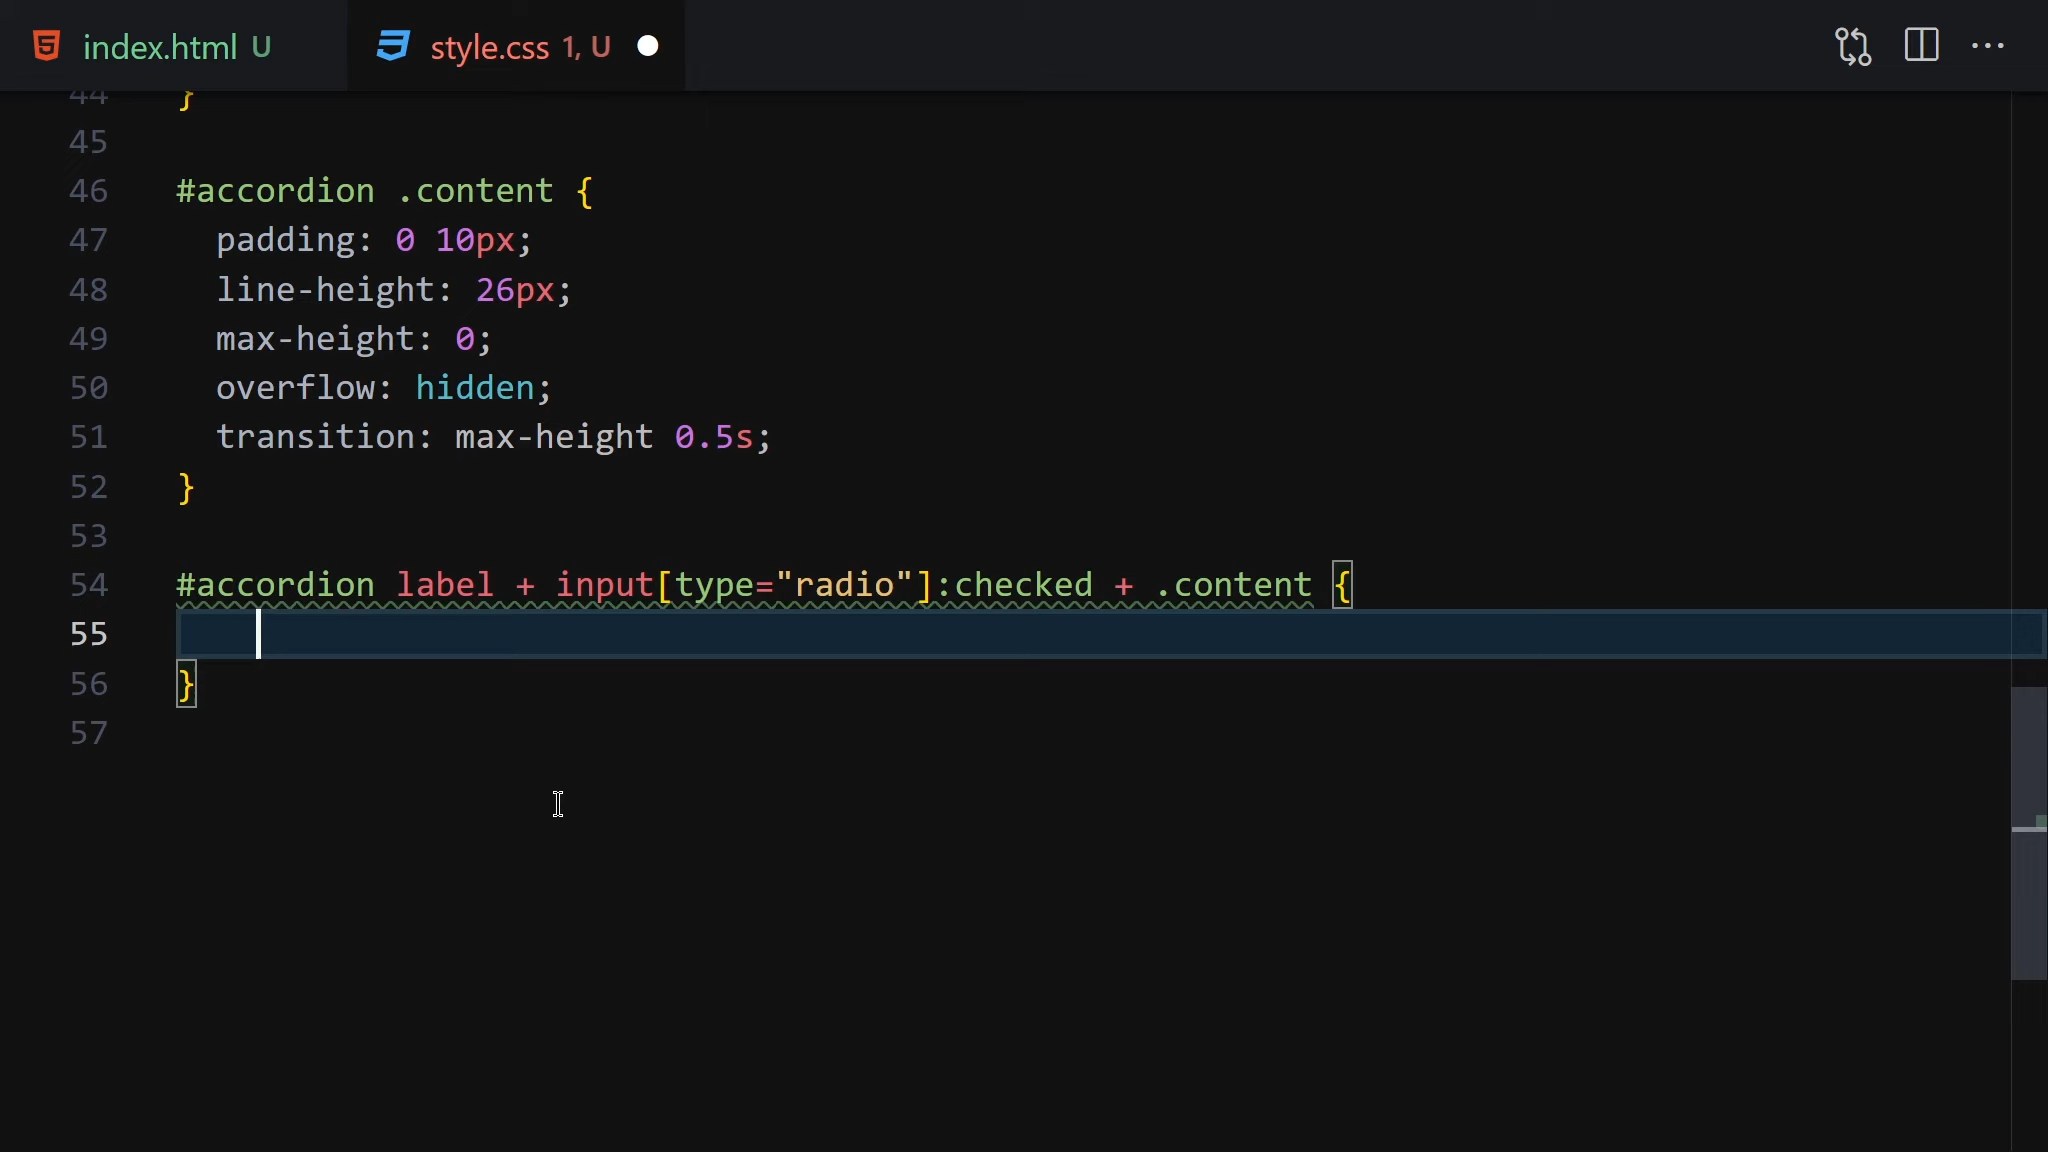 index.html U
style.css 1, U
44 }
45
46 #accordion .content {
47 padding: 0 10px;
48 line-height: 26px;
49 max-height: 0;
50 overflow: hidden;
51 transition: max-height 0.5s;
52 }
53
54 #accordion label + input[type="radio"]:checked + .content {
55
56 }
57